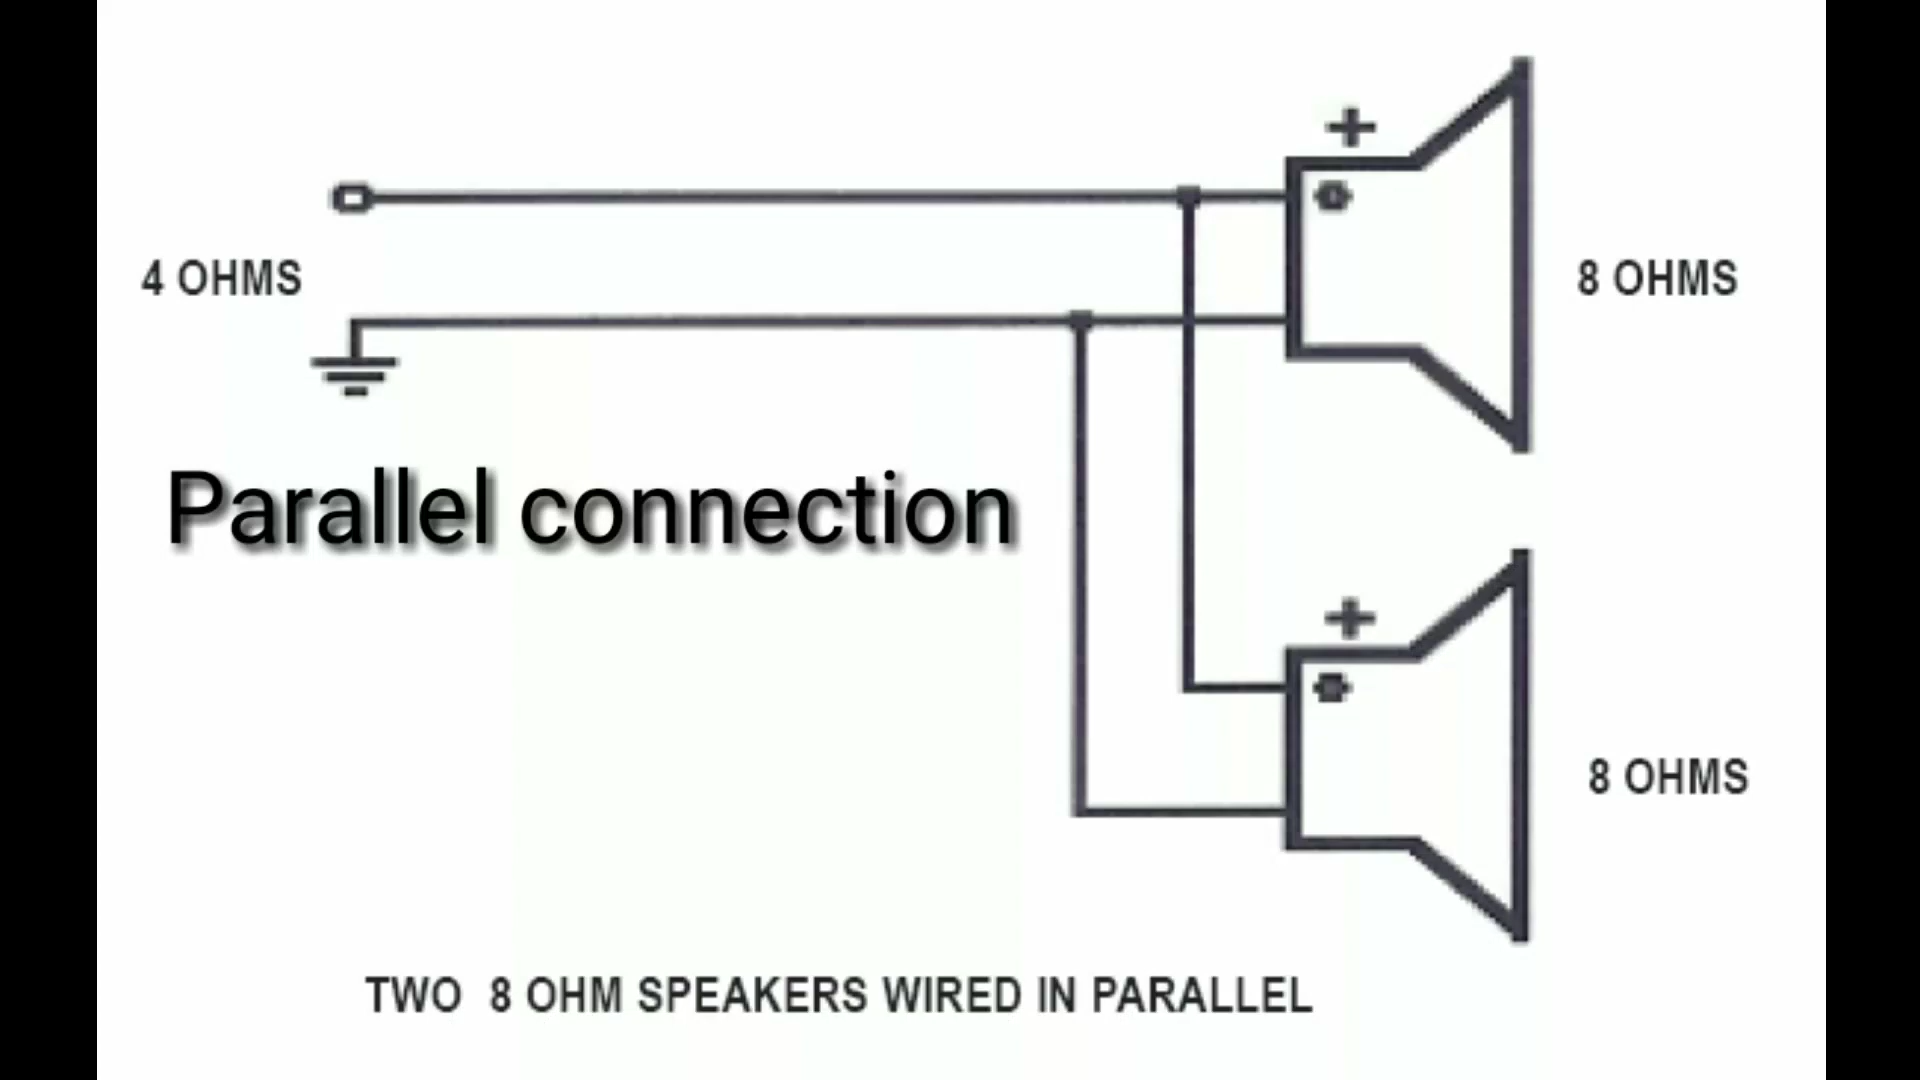 +
4 OHMS
8 OHMS
Parallel connection
+
8 OHMS
TWO 8 OHM SPEAKERS WIRED IN PARALLEL